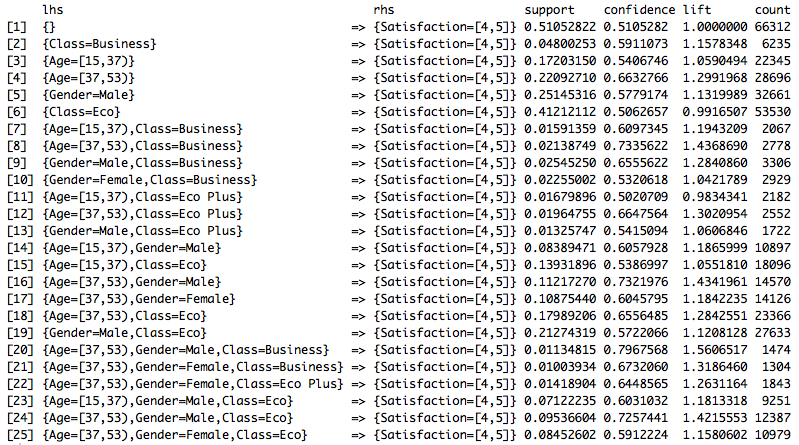 lhs rhs support confidence lift count
[1] {} => {Satisfaction=[4,5]} 0.51052822 0.5105282 1.0000000 66312
[2] {Class=Business} => {Satisfaction=[4,5]} 0.04800253 0.5911073 1.1578348 6235
[3] {Age=[15,37)} => {Satisfaction=[4,5]} 0.17203150 0.5406746 1.0590494 22345
[4] {Age=[37,53)} => {Satisfaction=[4,5]} 0.22092710 0.6632766 1.2991968 28696
[5] {Gender=Male} => {Satisfaction=[4,5]} 0.25145316 0.5779174 1.1319989 32661
[6] {Class=Eco} => {Satisfaction=[4,5]} 0.41212112 0.5062657 0.9916507 53530
[7] {Age=[15,37),Class=Business} => {Satisfaction=[4,5]} 0.01591359 0.6097345 1.1943209 2067
[8] {Age=[37,53),Class=Business} => {Satisfaction=[4,5]} 0.02138749 0.7335622 1.4368690 2778
[9] {Gender=Male,Class=Business} => {Satisfaction=[4,5]} 0.02545250 0.6555622 1.2840860 3306
[10] {Gender=Female,Class=Business} => {Satisfaction=[4,5]} 0.02255002 0.5320618 1.0421789 2929
[11] {Age=[15,37),Class=Eco Plus} => {Satisfaction=[4,5]} 0.01679896 0.5020709 0.9834341 2182
[12] {Age=[37,53),Class=Eco Plus} => {Satisfaction=[4,5]} 0.01964755 0.6647564 1.3020954 2552
[13] {Gender=Male,Class=Eco Plus} => {Satisfaction=[4,5]} 0.01325747 0.5415094 1.0606846 1722
[14] {Age=[15,37),Gender=Male} => {Satisfaction=[4,5]} 0.08389471 0.6057928 1.1865999 10897
[15] {Age=[15,37),Class=Eco} => {Satisfaction=[4,5]} 0.13931896 0.5386997 1.0551810 18096
[16] {Age=[37,53),Gender=Male} => {Satisfaction=[4,5]} 0.11217270 0.7321976 1.4341961 14570
[17] {Age=[37,53),Gender=Female} => {Satisfaction=[4,5]} 0.10875440 0.6045795 1.1842235 14126
[18] {Age=[37,53),Class=Eco} => {Satisfaction=[4,5]} 0.17989206 0.6556485 1.2842551 23366
[19] {Gender=Male,Class=Eco} => {Satisfaction=[4,5]} 0.21274319 0.5722066 1.1208128 27633
[20] {Age=[37,53),Gender=Male,Class=Business} => {Satisfaction=[4,5]} 0.01134815 0.7967568 1.5606517 1474
[21] {Age=[37,53),Gender=Female,Class=Business} => {Satisfaction=[4,5]} 0.01003934 0.6732060 1.3186460 1304
[22] {Age=[37,53),Gender=Female,Class=Eco Plus} => {Satisfaction=[4,5]} 0.01418904 0.6448565 1.2631164 1843
[23] {Age=[15,37),Gender=Male,Class=Eco} => {Satisfaction=[4,5]} 0.07122235 0.6031032 1.1813318 9251
[24] {Age=[37,53),Gender=Male,Class=Eco} => {Satisfaction=[4,5]} 0.09536604 0.7257441 1.4215553 12387
[25] {Age=[37,53),Gender=Female,Class=Eco} => {Satisfaction=[4,5]} 0.08452602 0.5912224 1.1580602 10979